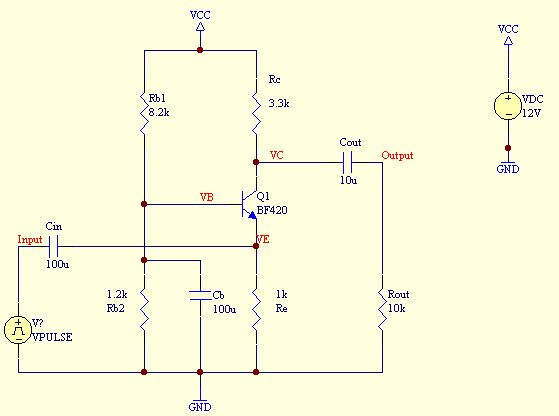 VCC
VCC
Rb1
8.2k
Rc
3.3k
VDC
12V
Cout
10u
VC
Output
GND
VB
Q1
BF420
Cin
100u
Input
VE
1.2k
Rb2
Cb
100u
1k
Re
Rout
10k
V?
VPULSE
GND